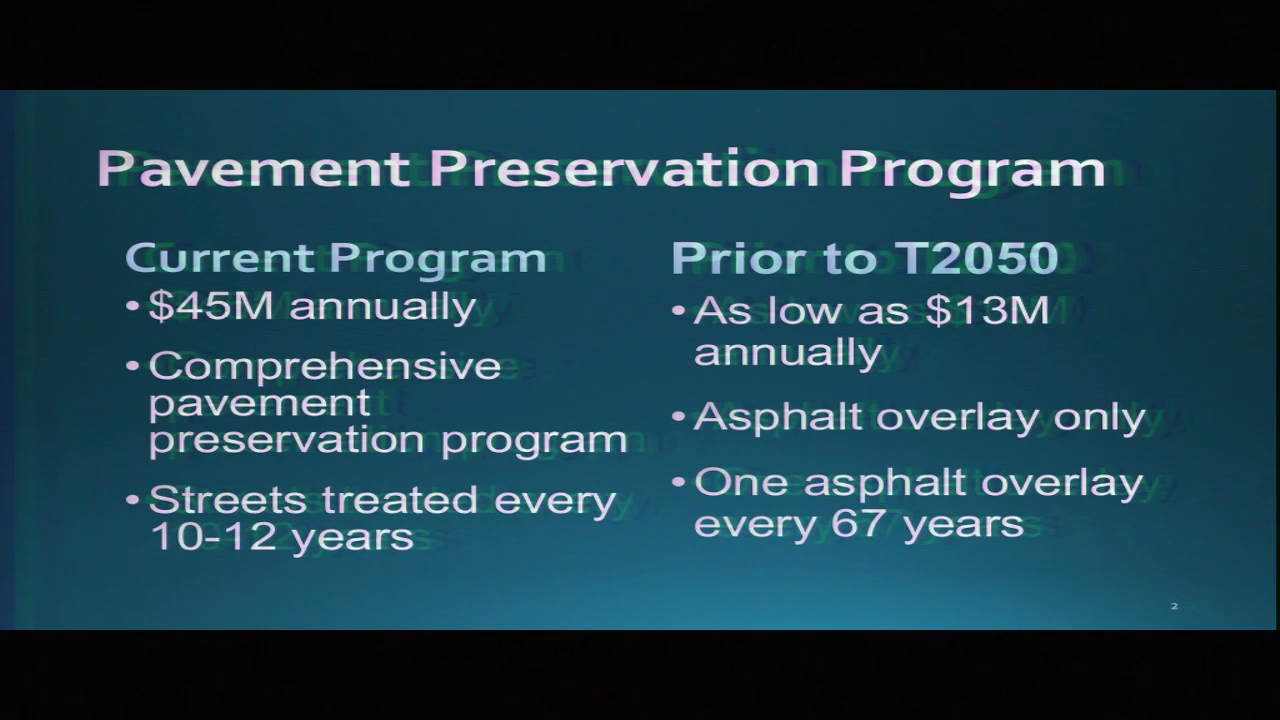 Pavement Preservation Program
Current Program
• $45M annually
• Comprehensive
pavement
preservation program
• Streets treated every
10-12 years
Prior to T2050
• As low as $13M
annually
• Asphalt overlay only
• One asphalt overlay
every 67 years
2